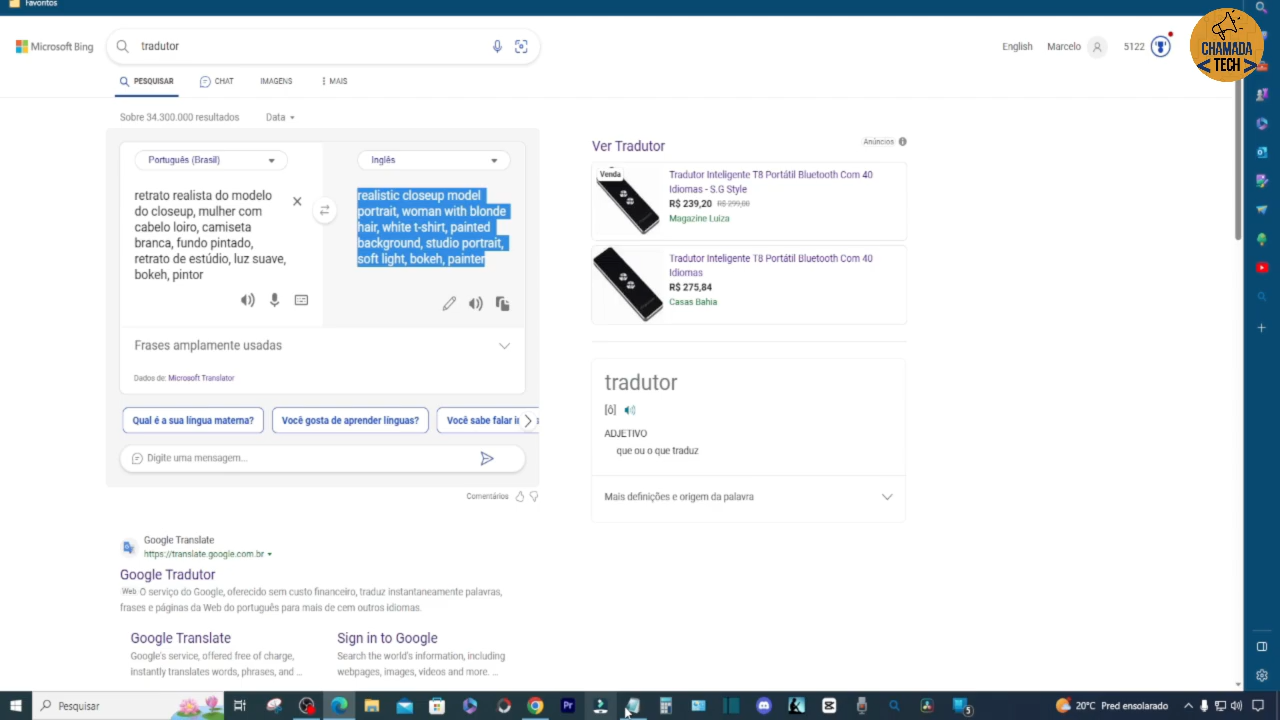 Favoritos
Microsoft Bing
tradutor
English
Marcelo
5122
CHAMADA
TECH
PESQUISAR
CHAT
IMAGENS
MAIS
Sobre 34.300.000 resultados
Data
Português (Brasil)
Inglês
retrato realista do modelo
do closeup, mulher com
cabelo loiro, camiseta
branca, fundo pintado,
retrato de estúdio, luz suave,
bokeh, pintor
realistic closeup model
portrait, woman with blonde
hair, white t-shirt, painted
background, studio portrait,
soft light, bokeh, painter
Frases amplamente usadas
Dados de: Microsoft Translator
Qual é a sua língua materna?
Você gosta de aprender línguas?
Você sabe falar
Digite uma mensagem...
Comentários
Ver Tradutor
Anúncios
Venda
Tradutor Inteligente T8 Portátil Bluetooth Com 40
Idiomas - S.G Style
R$ 239,20 R$ 299,00
Magazine Luiza
Tradutor Inteligente T8 Portátil Bluetooth Com 40
Idiomas
R$ 275,84
Casas Bahia
tradutor
[ô]
ADJETIVO
que ou o que traduz
Mais definições e origem da palavra
Google Translate
https://translate.google.com.br
Google Tradutor
Web O serviço do Google, oferecido sem custo financeiro, traduz instantaneamente palavras,
frases e páginas da Web do português para mais de cem outros idiomas.
Google Translate
Google's service, offered free of charge,
instantly translates words, phrases, and ...
Sign in to Google
Search the world's information, including
webpages, images, videos and more. ...
Pesquisar
Pr
5
20°C Pred ensolarado